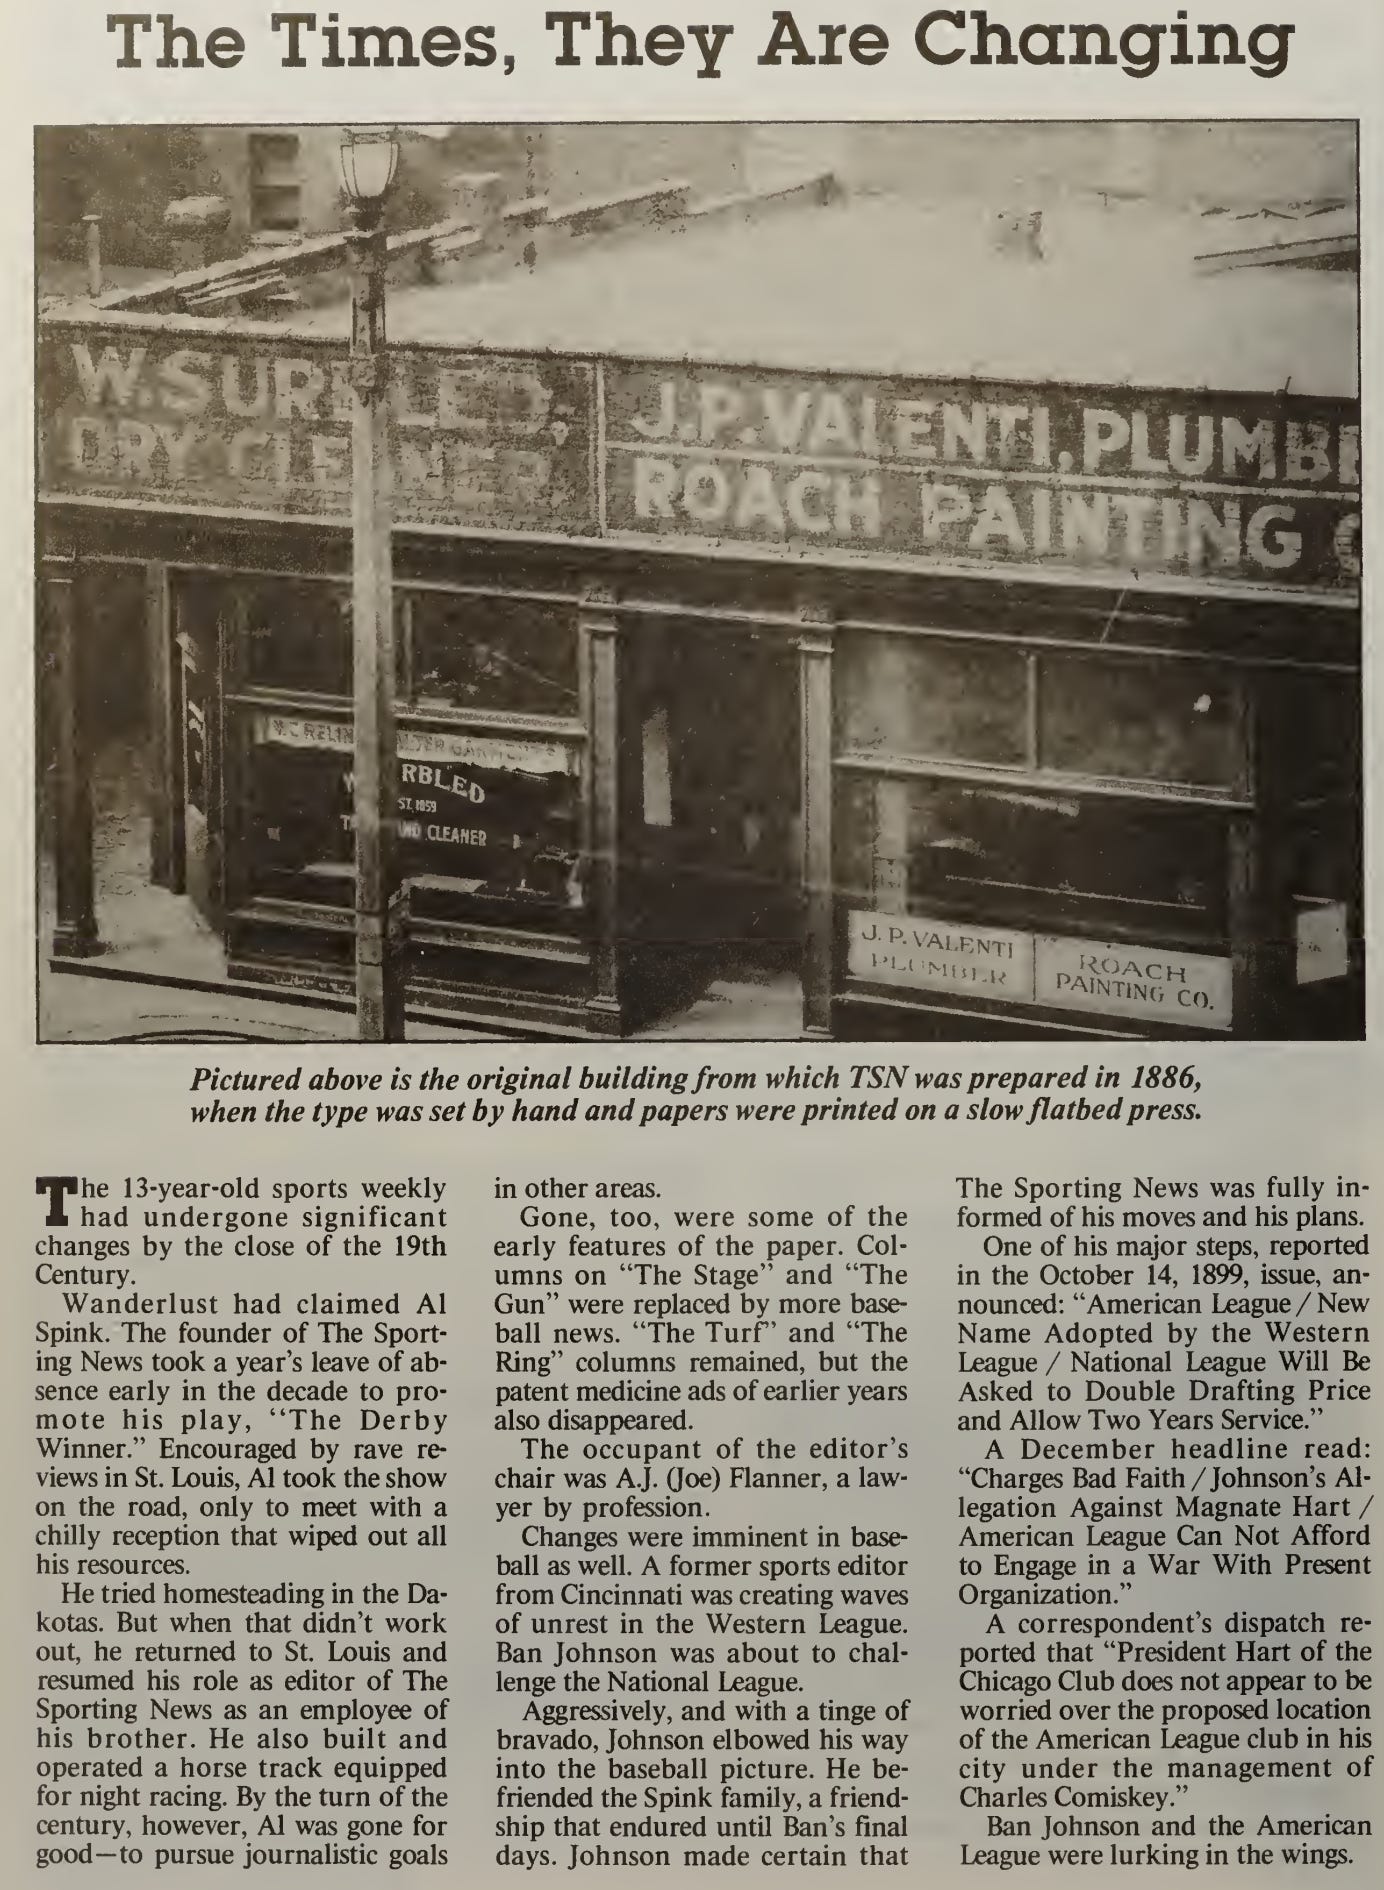 The Times, They Are Changing
W. SUR LED.
DRY CLE NER.
J.P. VALENTI. PLUMBE
ROACH PAINTING
RBLED
ST. 1859
AND CLEANER
J. P. VALENTI
PLUMBER
ROACH
PAINTING CO.
Pictured above is the original building from which TSN was prepared in 1886,
when the type was set by hand and papers were printed on a slow flatbed press.
The 13-year-old sports weekly
had undergone significant
changes by the close of the 19th
Century.
Wanderlust had claimed Al
Spink. The founder of The Sport-
ing News took a year's leave of ab-
sence early in the decade to pro-
mote his play, "The Derby
Winner." Encouraged by rave re-
views in St. Louis, Al took the show
on the road, only to meet with a
chilly reception that wiped out all
his resources.
He tried homesteading in the Da-
kotas. But when that didn't work
out, he returned to St. Louis and
resumed his role as editor of The
Sporting News as an employee of
his brother. He also built and
operated a horse track equipped
for night racing. By the turn of the
century, however, Al was gone for
good—to pursue journalistic goals
in other areas.
Gone, too, were some of the
early features of the paper. Col-
umns on "The Stage" and "The
Gun" were replaced by more base-
ball news. "The Turf" and "The
Ring" columns remained, but the
patent medicine ads of earlier years
also disappeared.
The occupant of the editor's
chair was A.J. (Joe) Flanner, a law-
yer by profession.
Changes were imminent in base-
ball as well. A former sports editor
from Cincinnati was creating waves
of unrest in the Western League.
Ban Johnson was about to chal-
lenge the National League.
Aggressively, and with a tinge of
bravado, Johnson elbowed his way
into the baseball picture. He be-
friended the Spink family, a friend-
ship that endured until Ban's final
days. Johnson made certain that
The Sporting News was fully in-
formed of his moves and his plans.
One of his major steps, reported
in the October 14, 1899, issue, an-
nounced: "American League / New
Name Adopted by the Western
League / National League Will Be
Asked to Double Drafting Price
and Allow Two Years Service."
A December headline read:
"Charges Bad Faith / Johnson's Al-
legation Against Magnate Hart /
American League Can Not Afford
to Engage in a War With Present
Organization."
A correspondent's dispatch re-
ported that "President Hart of the
Chicago Club does not appear to be
worried over the proposed location
of the American League club in his
city under the management of
Charles Comiskey."
Ban Johnson and the American
League were lurking in the wings.